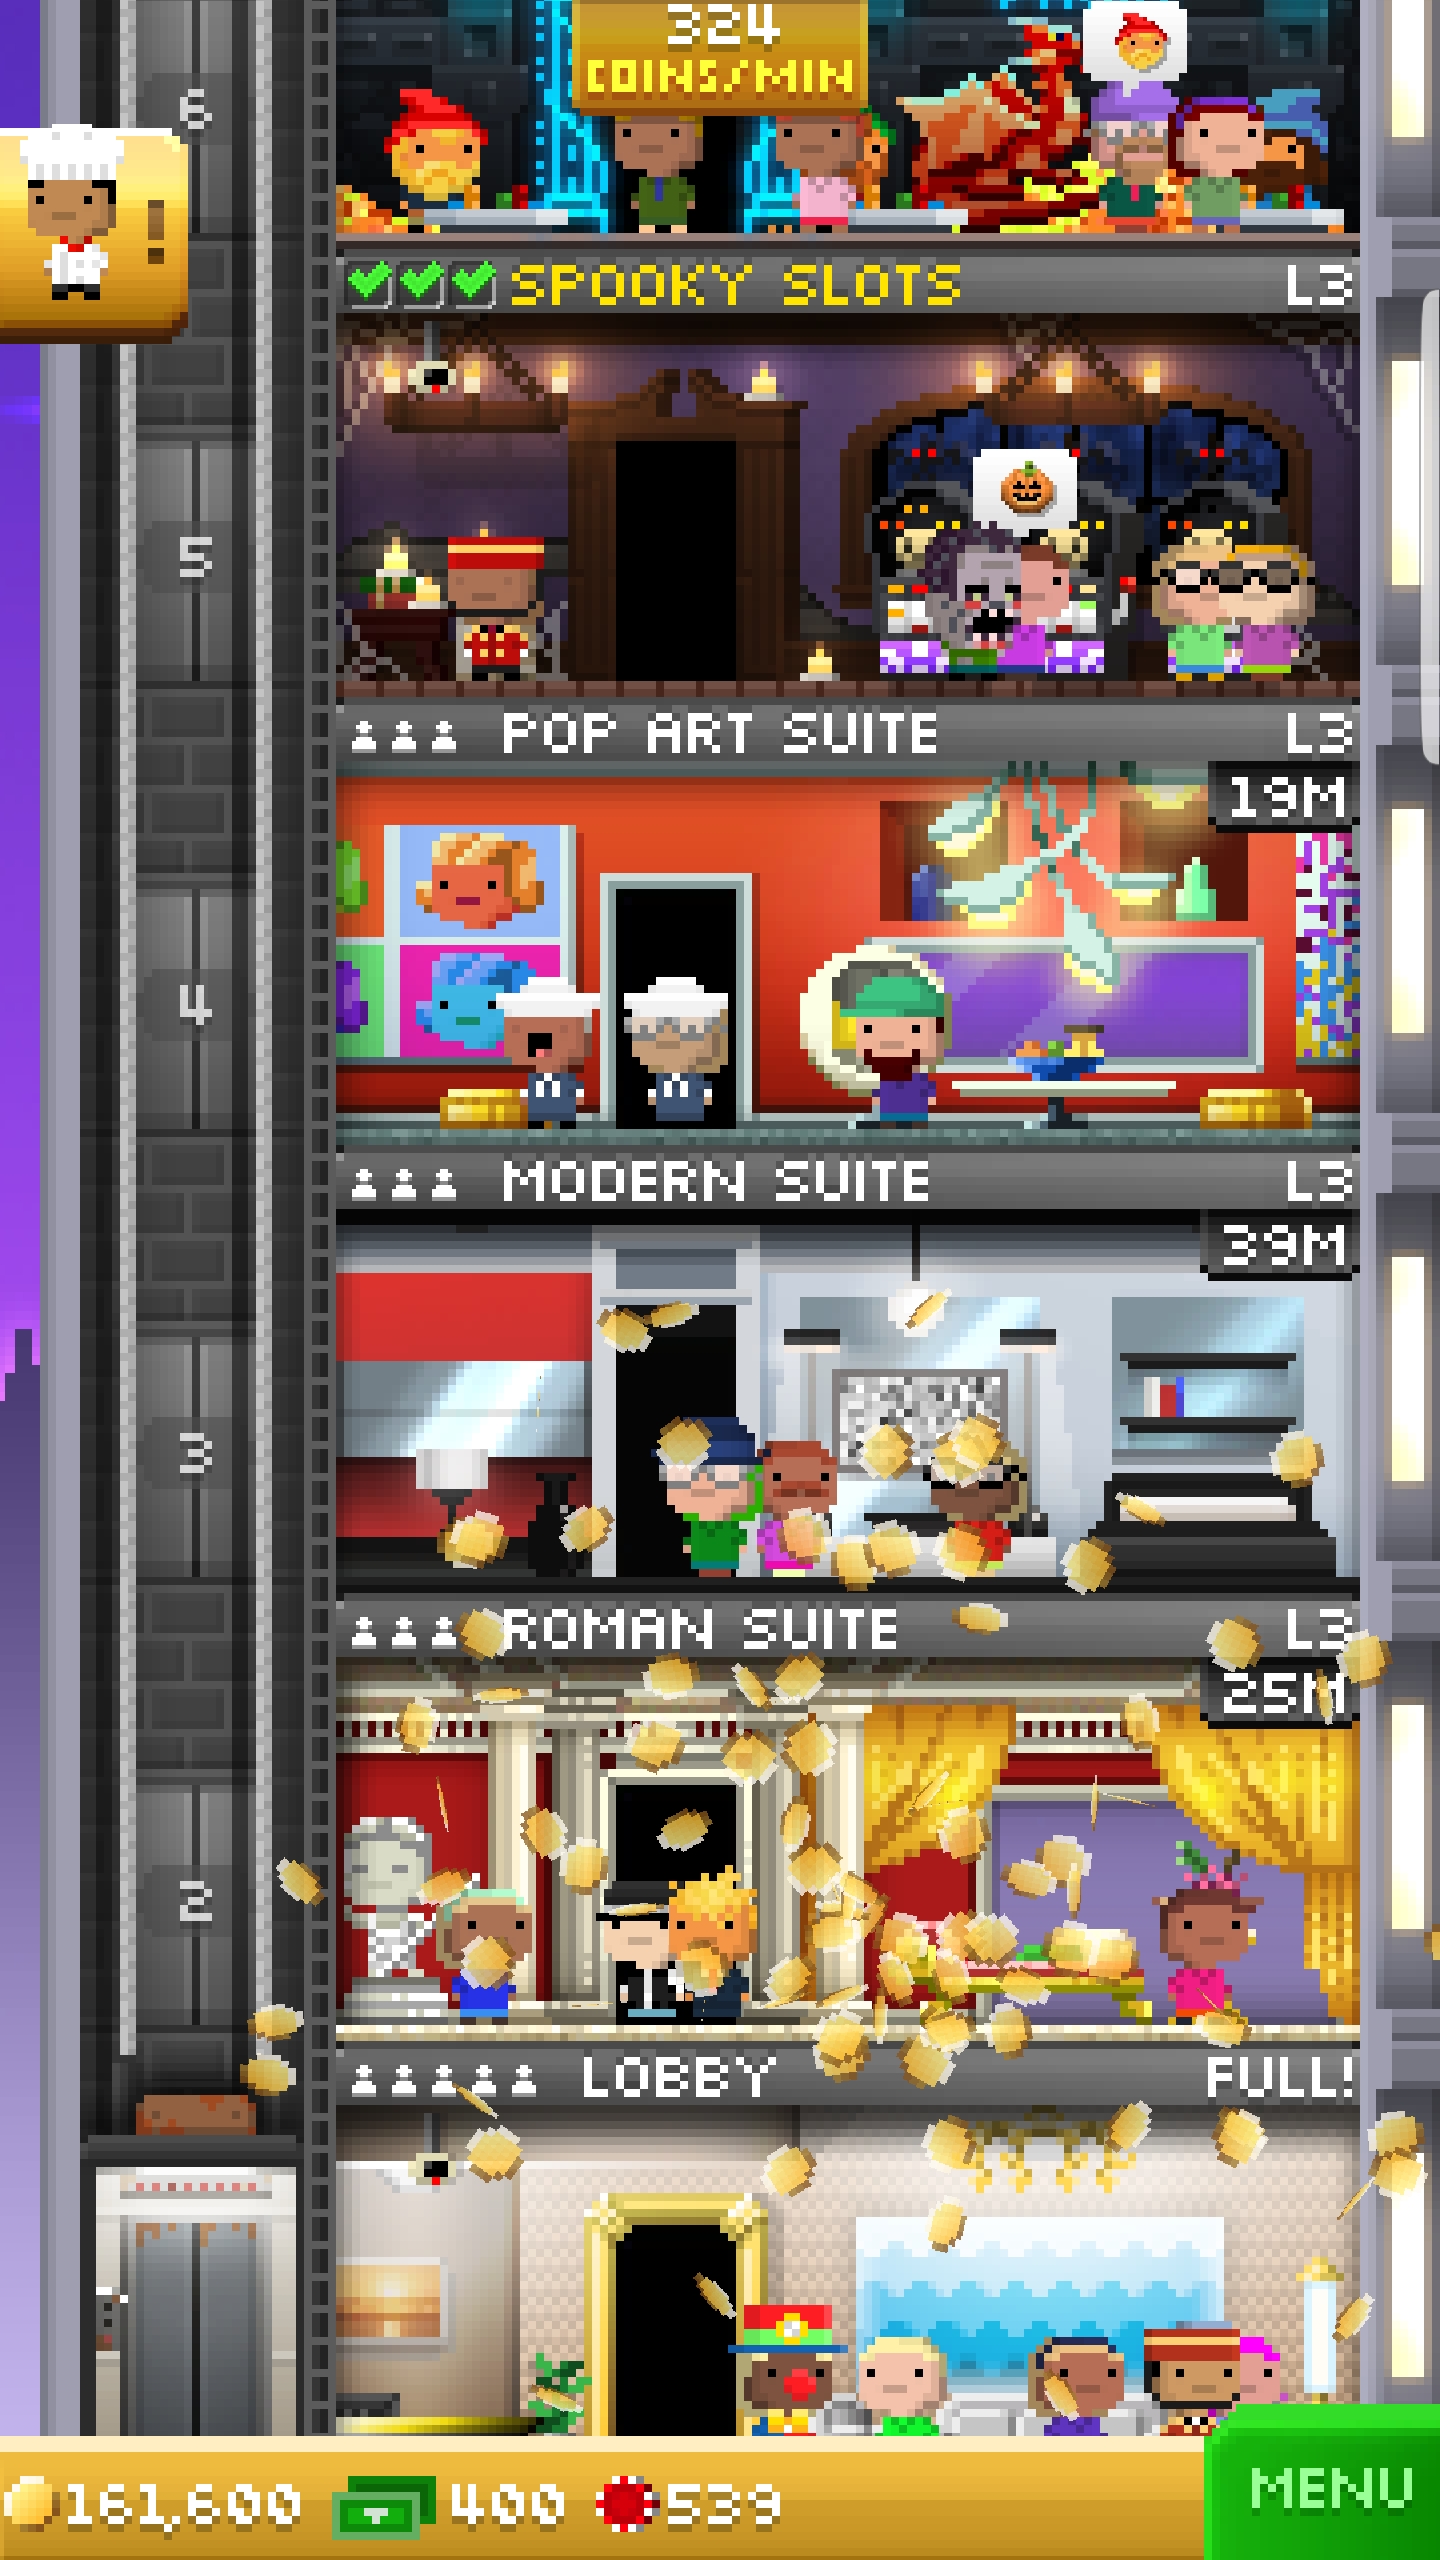 324
COINS/MIN
6
!
SPOOKY SLOTS L3
5
POP ART SUITE L3
19M
4
MODERN SUITE L3
39M
3
ROMAN SUITE L3
25M
2
LOBBY FULL!
161,600 400 539 MENU